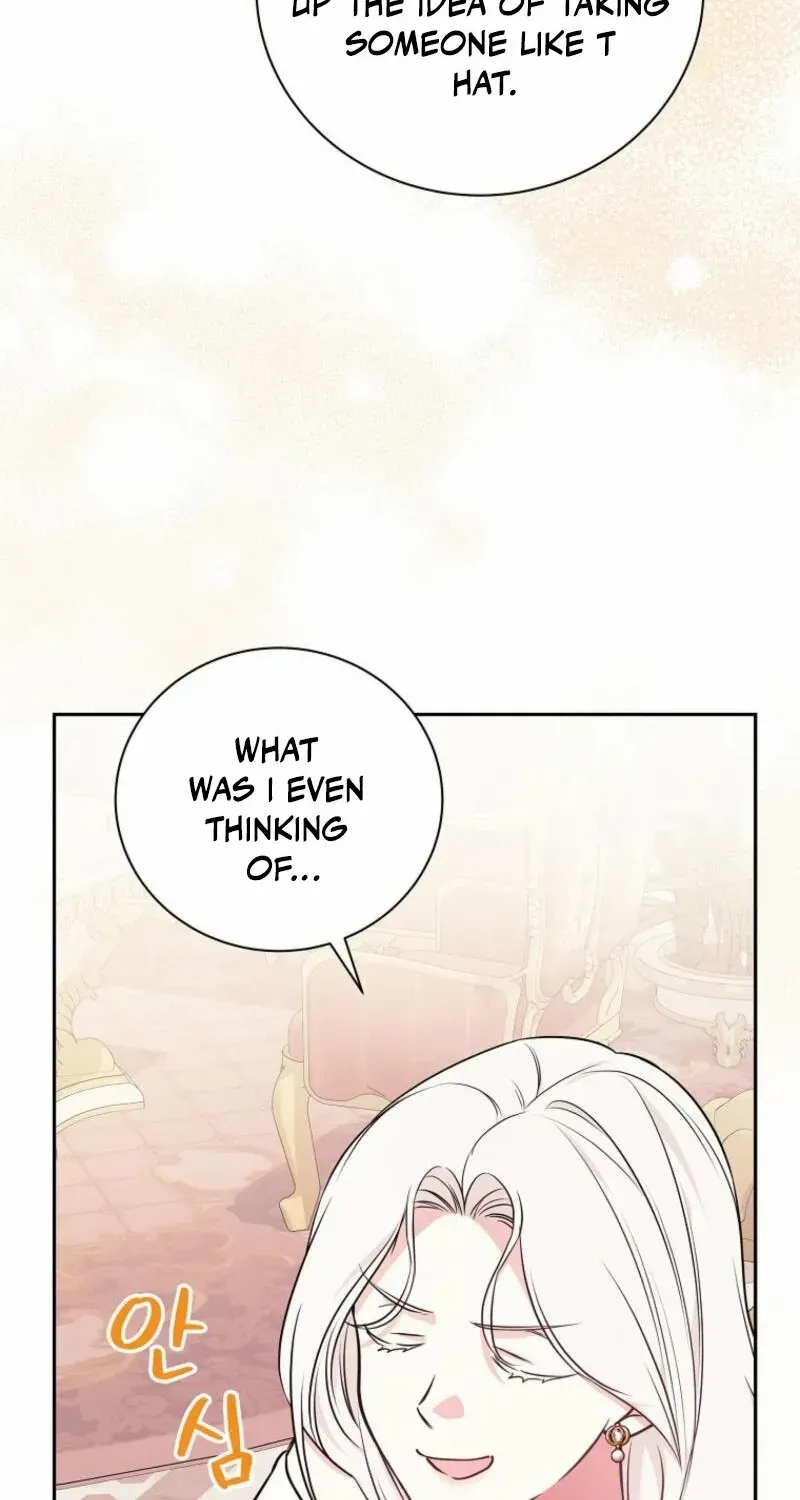 UP THE IDEA OF TAKING
SOMEONE LIKE T
HAT.
WHAT
WAS I EVEN
THINKING
OF...
안
심